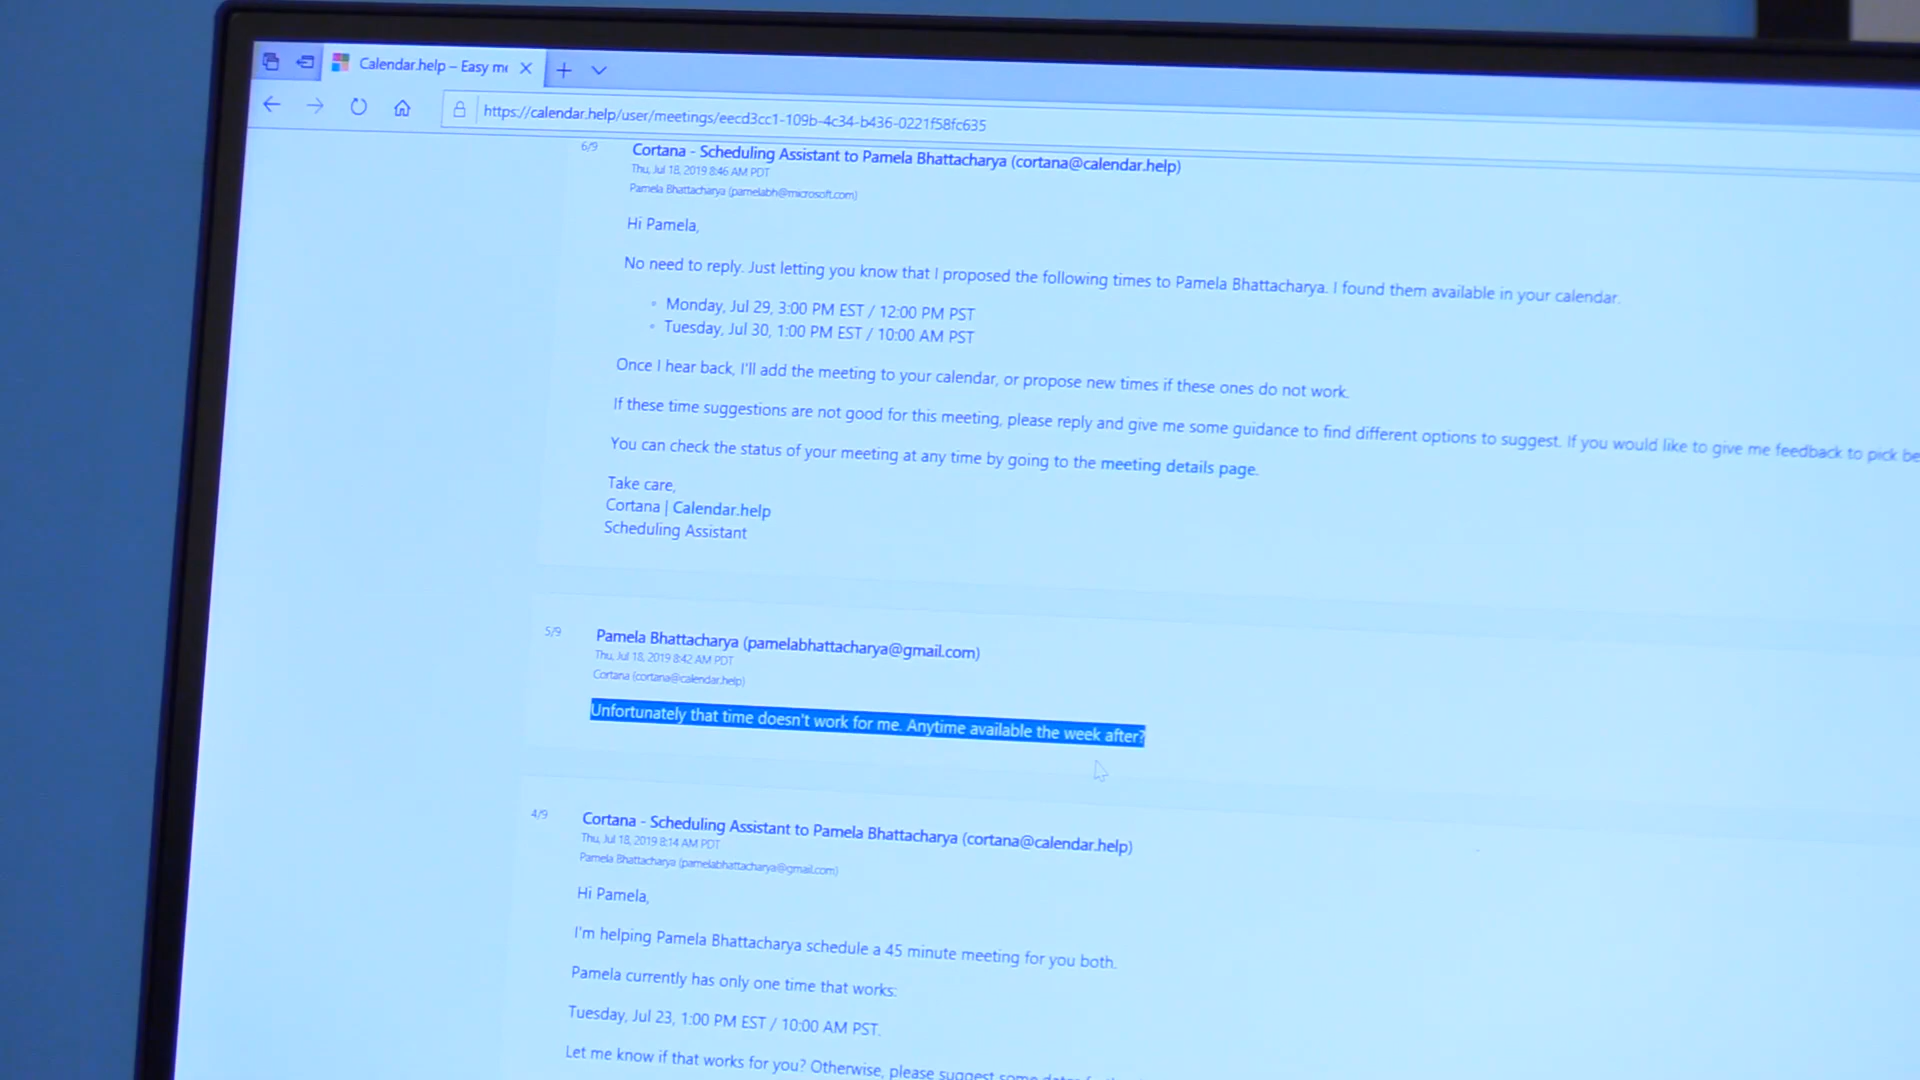 Calendar.help – Easy me
https://calendar.help/user/meetings/eecd3cc1-109b-4c34-b436-0221f58fc635
6/9
Cortana - Scheduling Assistant to Pamela Bhattacharya (cortana@calendar.help)
Thu, Jul 18, 2019 8:46 AM PDT
Pamela Bhattacharya (pamelabh@microsoft.com)
Hi Pamela,
No need to reply. Just letting you know that I proposed the following times to Pamela Bhattacharya. I found them available in your calendar.
Monday, Jul 29, 3:00 PM EST / 12:00 PM PST
Tuesday, Jul 30, 1:00 PM EST / 10:00 AM PST
Once I hear back, I'll add the meeting to your calendar, or propose new times if these ones do not work.
If these time suggestions are not good for this meeting, please reply and give me some guidance to find different options to suggest. If you would like to give me feedback to pick be
You can check the status of your meeting at any time by going to the meeting details page.
Take care,
Cortana | Calendar.help
Scheduling Assistant
5/9
Pamela Bhattacharya (pamelabhattacharya@gmail.com)
Thu, Jul 18, 2019 8:42 AM PDT
Cortana (cortana@calendar.help)
Unfortunately that time doesn't work for me. Anytime available the week after?
4/9
Cortana - Scheduling Assistant to Pamela Bhattacharya (cortana@calendar.help)
Thu, Jul 18, 2019 8:14 AM PDT
Pamela Bhattacharya (pamelabhattacharya@gmail.com)
Hi Pamela,
I'm helping Pamela Bhattacharya schedule a 45 minute meeting for you both.
Pamela currently has only one time that works:
Tuesday, Jul 23, 1:00 PM EST / 10:00 AM PST.
Let me know if that works for you? Otherwise, please suggest some